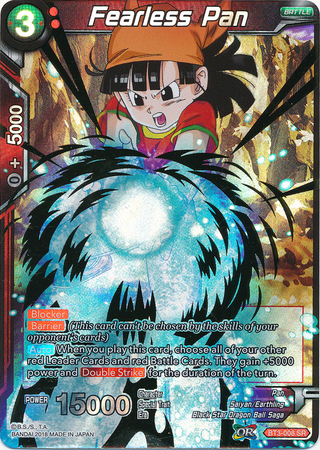 3
Fearless Pan
BATTLE
0 + 5000
Blocker
Barrier (This card can't be chosen by the skills of your
opponent's cards)
Auto When you play this card, choose all of your other
red Leader Cards and red Battle Cards. They gain +5000
power and Double Strike for the duration of the turn.
POWER 15000
Character Pan
Special Trait Saiyan/Earthling
Era Black Star Dragon Ball Saga
©B.S./S., T.A.
BANDAI 2018 MADE IN JAPAN
BT3-008 SR